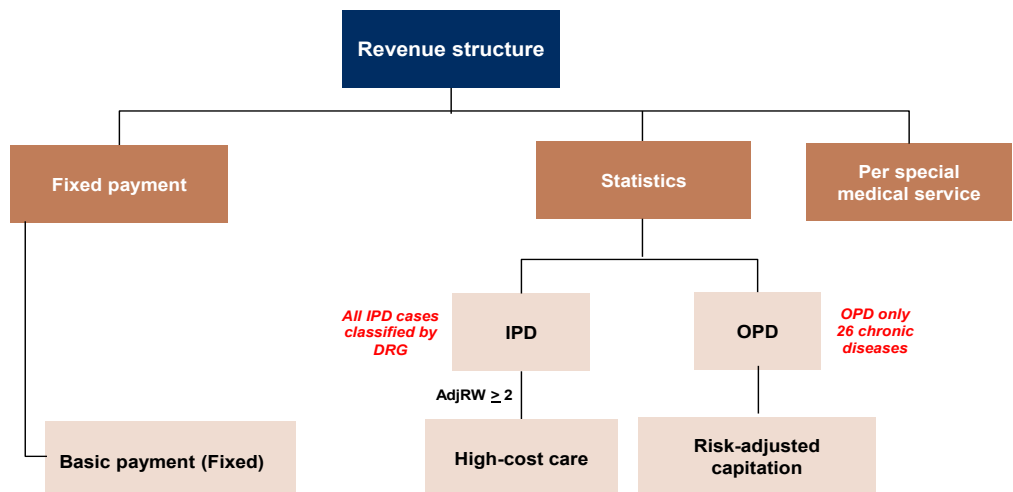 Revenue structure
Fixed payment
Statistics
Per special
medical service
All IPD cases
classified by
DRG
IPD
OPD
OPD only
26 chronic
diseases
AdjRW ≥ 2
Basic payment (Fixed)
High-cost care
Risk-adjusted
capitation